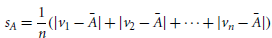 s_A = \frac{1}{n}(|v_1 - \bar{A}| + |v_2 - \bar{A}| + \cdots + |v_n - \bar{A}|)